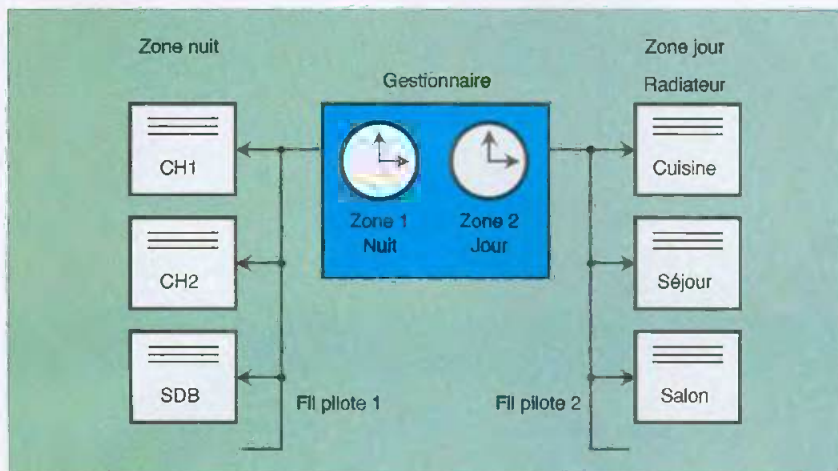 Zone nuit
Zone jour
Gestionnaire
Radiateur
CH1
CH2
SDB
Zone 1
Nuit
Zone 2
Jour
Cuisine
Séjour
Salon
Fil pilote 1
Fil pilote 2